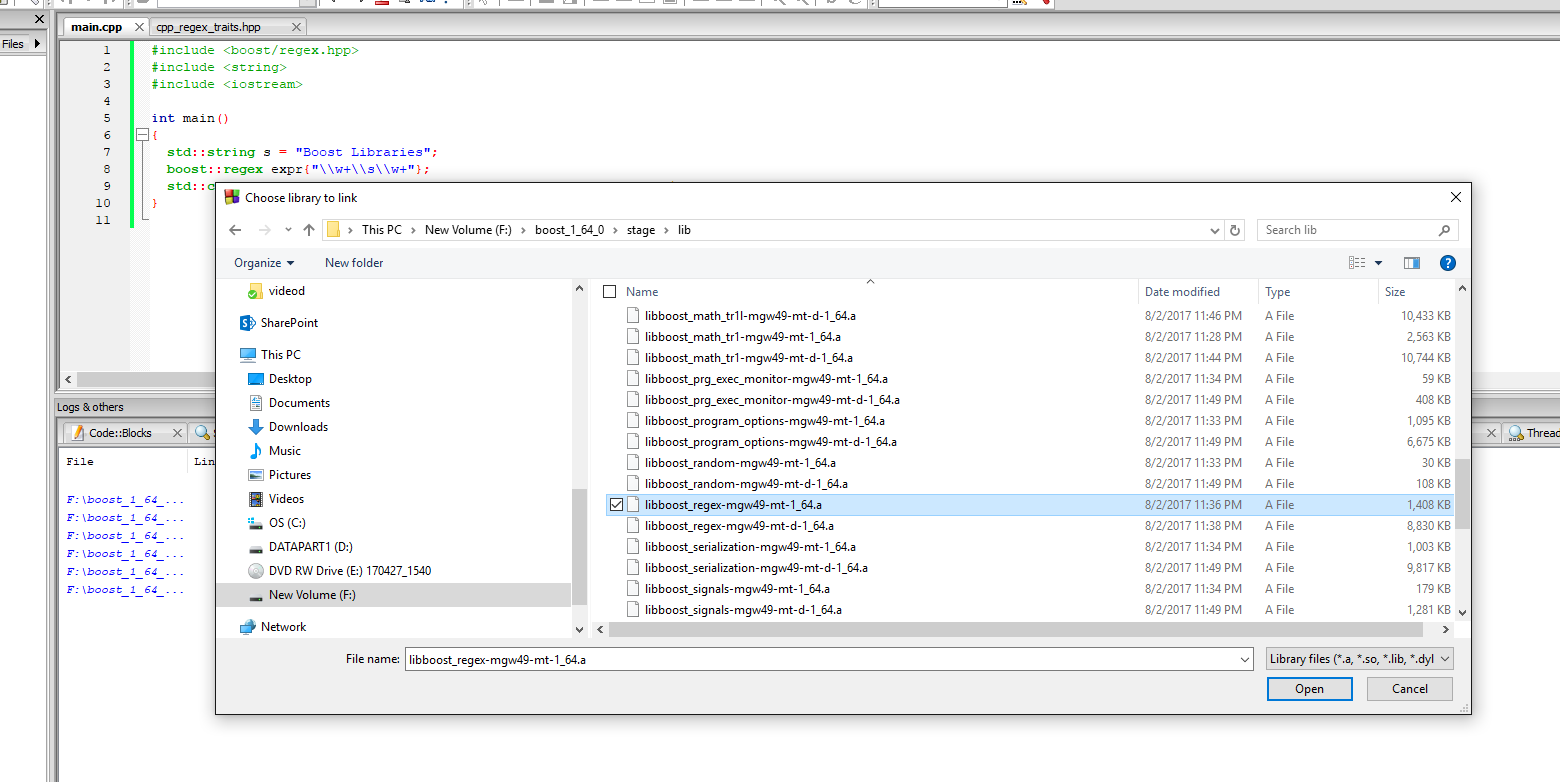 main.cpp cpp_regex_traits.hpp
Files
1 #include <boost/regex.hpp>
2 #include <string>
3 #include <iostream>
4
5 int main()
6 {
7 std::string s = "Boost Libraries";
8 boost::regex expr{"\\w+\\s\\w+"};
9 std::c
10 }
11
Choose library to link
This PC New Volume (F:) boost_1_64_0 stage lib
Search lib
Organize New folder
Name Date modified Type Size
videod
SharePoint
This PC
Desktop
Documents
Downloads
Music
Pictures
Videos
OS (C:)
DATAPART1 (D:)
DVD RW Drive (E:) 170427_1540
New Volume (F:)
Network
libboost_math_tr1l-mgw49-mt-d-1_64.a 8/2/2017 11:46 PM A File 10,433 KB
libboost_math_tr1-mgw49-mt-1_64.a 8/2/2017 11:28 PM A File 2,563 KB
libboost_math_tr1-mgw49-mt-d-1_64.a 8/2/2017 11:44 PM A File 10,744 KB
libboost_prg_exec_monitor-mgw49-mt-1_64.a 8/2/2017 11:34 PM A File 59 KB
libboost_prg_exec_monitor-mgw49-mt-d-1_64.a 8/2/2017 11:49 PM A File 408 KB
libboost_program_options-mgw49-mt-1_64.a 8/2/2017 11:33 PM A File 1,095 KB
libboost_program_options-mgw49-mt-d-1_64.a 8/2/2017 11:49 PM A File 6,675 KB
libboost_random-mgw49-mt-1_64.a 8/2/2017 11:33 PM A File 30 KB
libboost_random-mgw49-mt-d-1_64.a 8/2/2017 11:49 PM A File 108 KB
libboost_regex-mgw49-mt-1_64.a 8/2/2017 11:36 PM A File 1,408 KB
libboost_regex-mgw49-mt-d-1_64.a 8/2/2017 11:38 PM A File 8,830 KB
libboost_serialization-mgw49-mt-1_64.a 8/2/2017 11:34 PM A File 1,003 KB
libboost_serialization-mgw49-mt-d-1_64.a 8/2/2017 11:49 PM A File 9,817 KB
libboost_signals-mgw49-mt-1_64.a 8/2/2017 11:34 PM A File 179 KB
libboost_signals-mgw49-mt-d-1_64.a 8/2/2017 11:49 PM A File 1,281 KB
File name: libboost_regex-mgw49-mt-1_64.a Library files (*.a, *.so, *.lib, *.dyl
Open Cancel
Logs & others
Code::Blocks Threa
File Lin
F:\boost_1_64_...
F:\boost_1_64_...
F:\boost_1_64_...
F:\boost_1_64_...
F:\boost_1_64_...
F:\boost_1_64_...